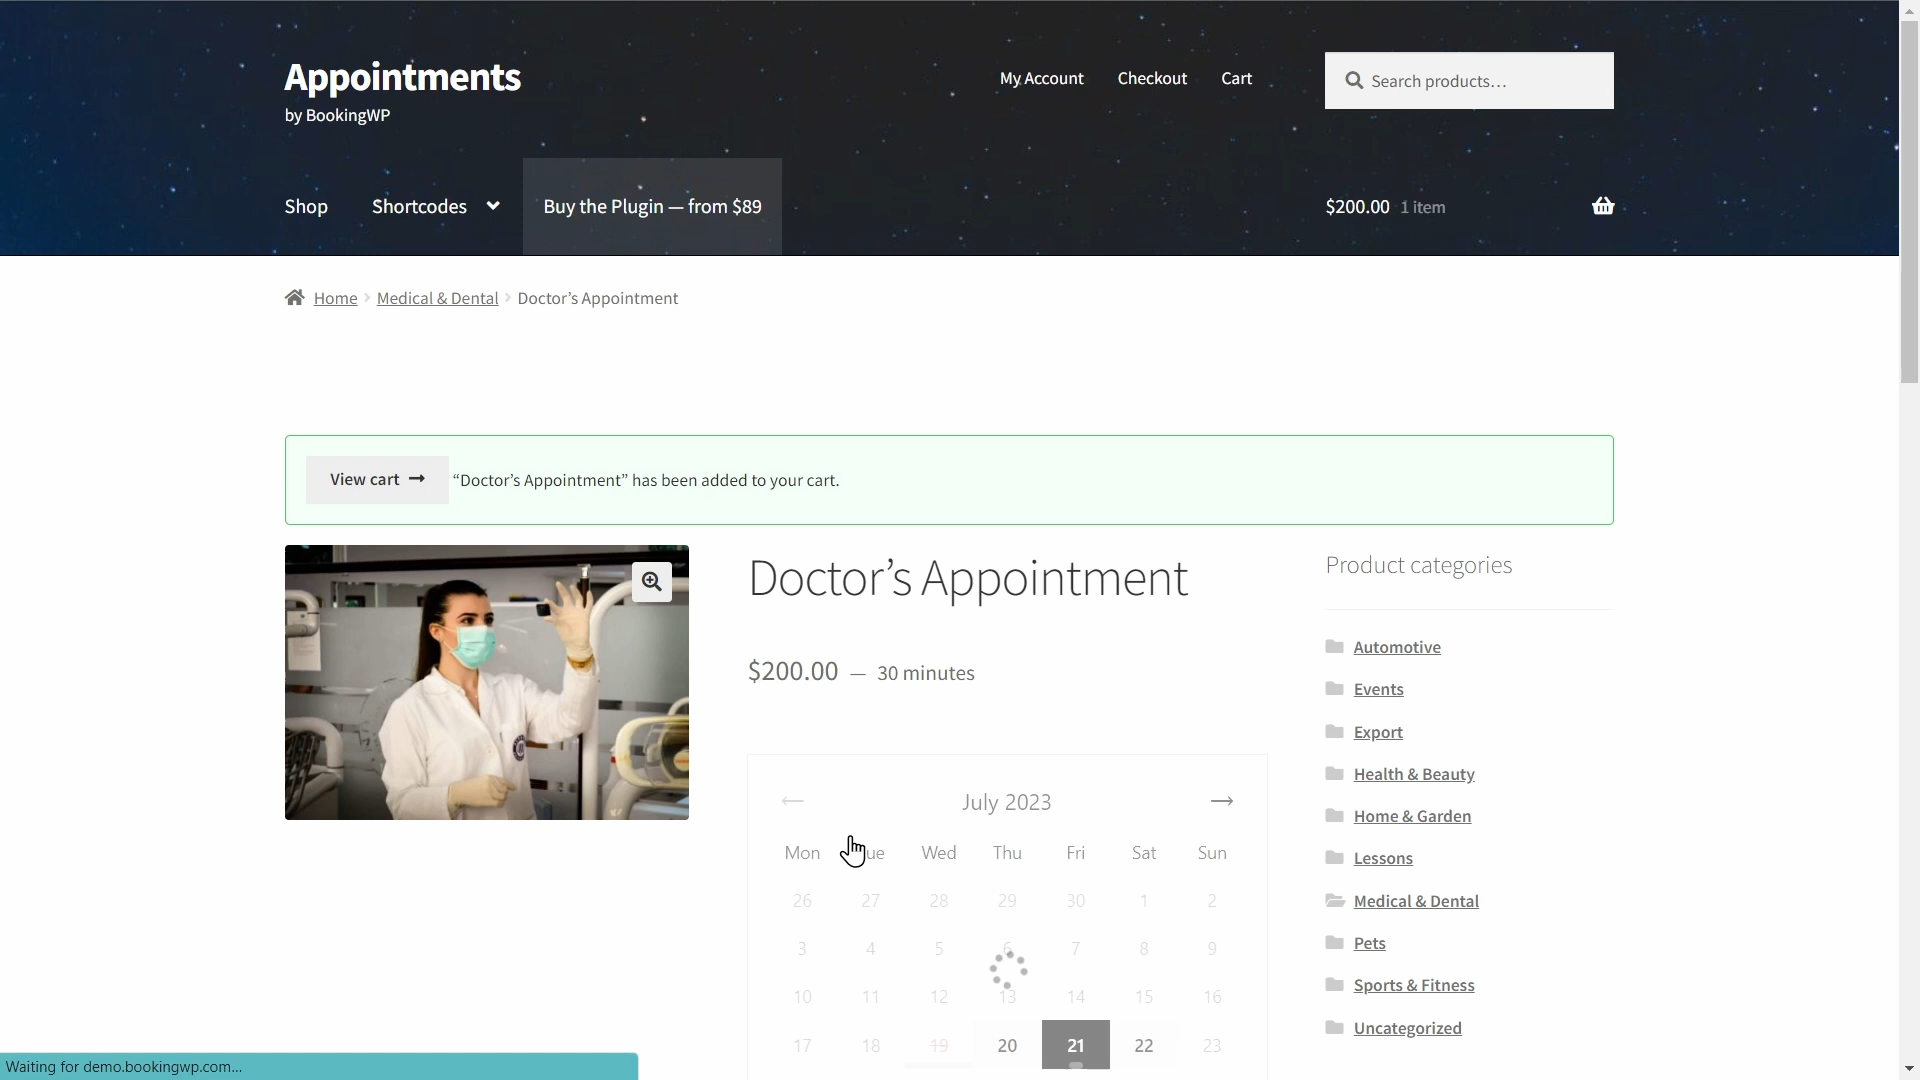 Appointments
by BookingWP
My Account
Checkout
Cart
Search products…
Shop
Shortcodes
Buy the Plugin — from $89
$200.00 1 item
Home
Medical & Dental
Doctor’s Appointment
View cart
“Doctor’s Appointment” has been added to your cart.
Doctor’s Appointment
$200.00 — 30 minutes
July 2023
Mon ue Wed Thu Fri Sat Sun
26 27 28 29 30 1 2
3 4 5 6 7 8 9
10 11 12 13 14 15 16
17 18 19 20 21 22 23
Product categories
Automotive
Events
Export
Health & Beauty
Home & Garden
Lessons
Medical & Dental
Pets
Sports & Fitness
Uncategorized
Waiting for demo.bookingwp.com...